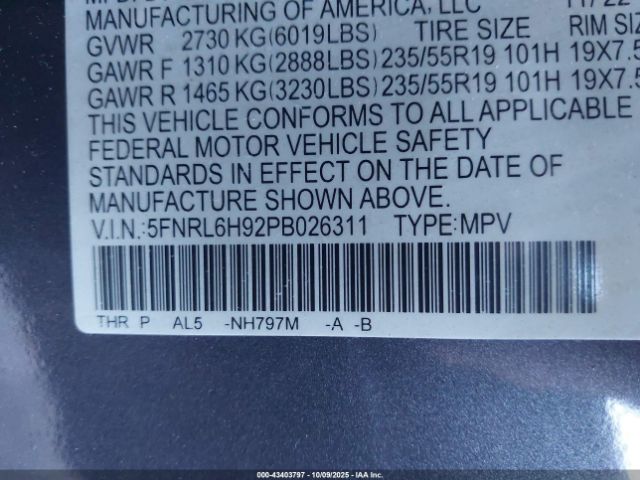 MANUFACTURING OF AMERICA, LLC 11/22
GVWR 2730 KG(6019LBS) TIRE SIZE RIM SIZ
GAWR F 1310 KG(2888LBS) 235/55R19 101H 19X7.5
GAWR R 1465 KG(3230LBS) 235/55R19 101H 19X7.5
THIS VEHICLE CONFORMS TO ALL APPLICABLE
FEDERAL MOTOR VEHICLE SAFETY
STANDARDS IN EFFECT ON THE DATE OF
MANUFACTURE SHOWN ABOVE.
V.I.N.:5FNRL6H92PB026311 TYPE:MPV
THR P AL5 -NH797M -A -B
000-43403797 - 10/09/2025 - IAA Inc.